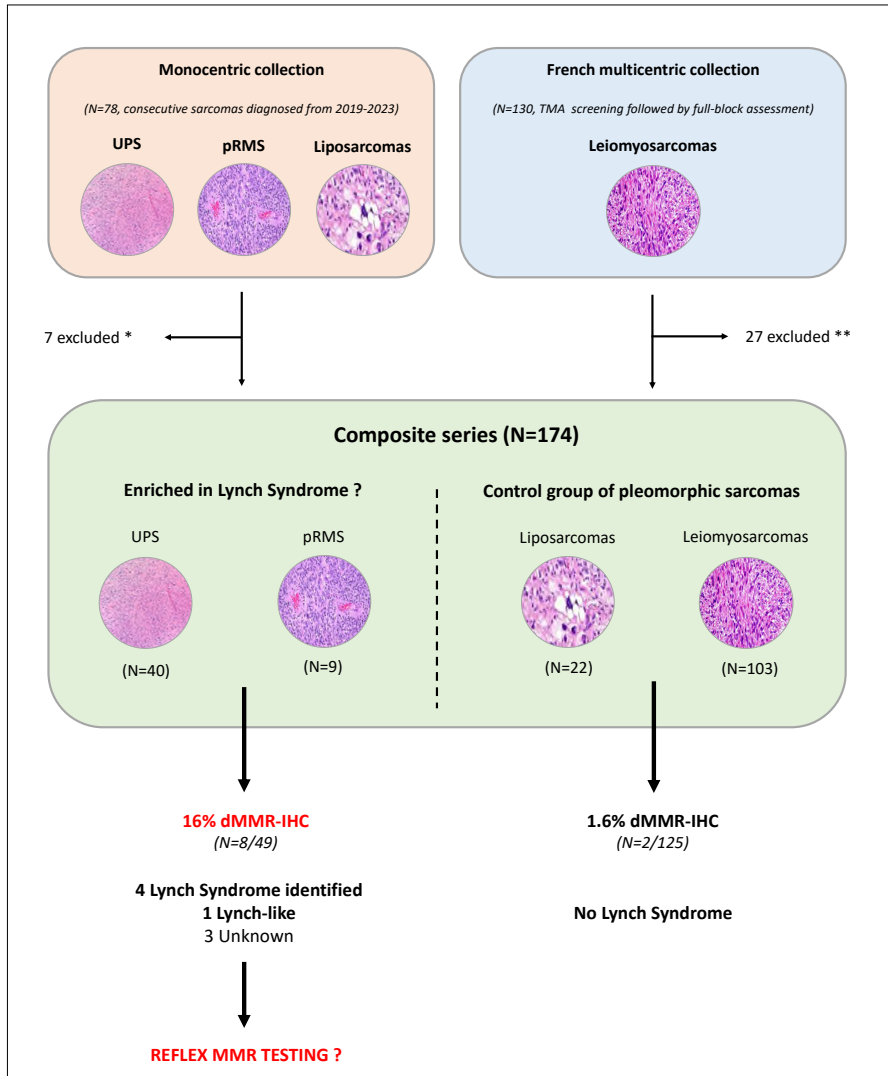 Monocentric collection
(N=78, consecutive sarcomas diagnosed from 2019-2023)
UPS
pRMS
Liposarcomas
French multicentric collection
(N=130, TMA screening followed by full-block assessment)
Leiomyosarcomas
7 excluded *
27 excluded **
Composite series (N=174)
Enriched in Lynch Syndrome ?
UPS
pRMS
(N=40)
(N=9)
Control group of pleomorphic sarcomas
Liposarcomas
Leiomyosarcomas
(N=22)
(N=103)
16% dMMR-IHC
(N=8/49)
4 Lynch Syndrome identified
1 Lynch-like
3 Unknown
REFLEX MMR TESTING ?
1.6% dMMR-IHC
(N=2/125)
No Lynch Syndrome